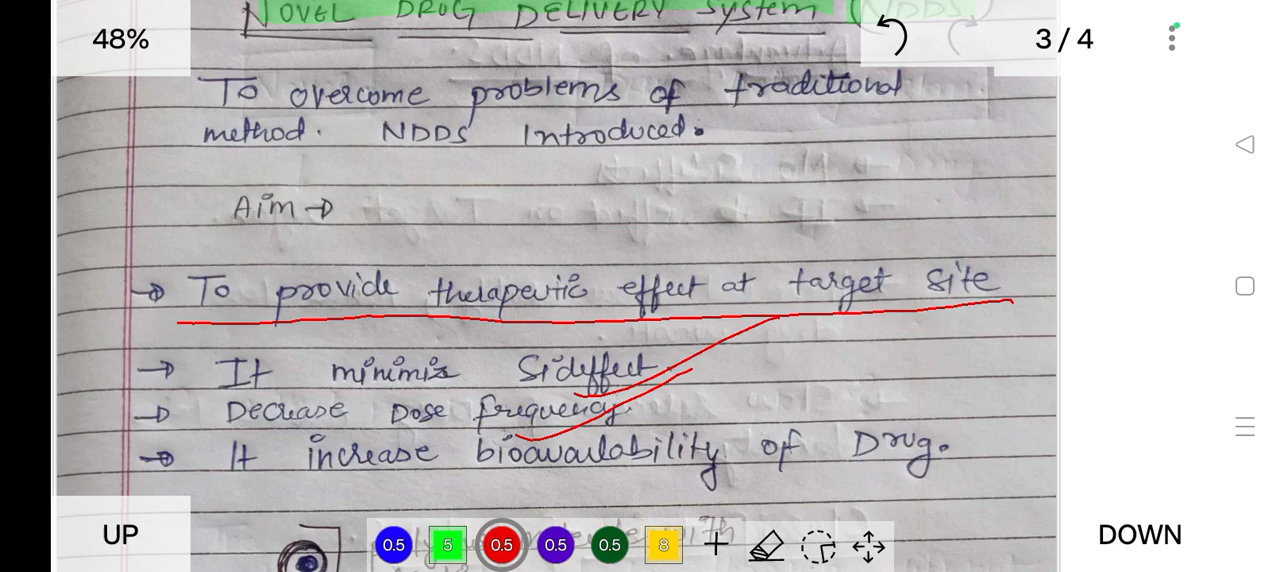 NOVEL DRUG DELIVERY System (NDDS)
48%
3 / 4
To overcome problems of traditional
method. NDDS Introduced.
Aim →
→ To provide therapeutic effect at target site
→ It minimiz Sideffect
→ Decrease Dose frequency.
→ It increase bioavailability of Drug.
UP
0.5 5 0.5 0.5 0.5 8
DOWN